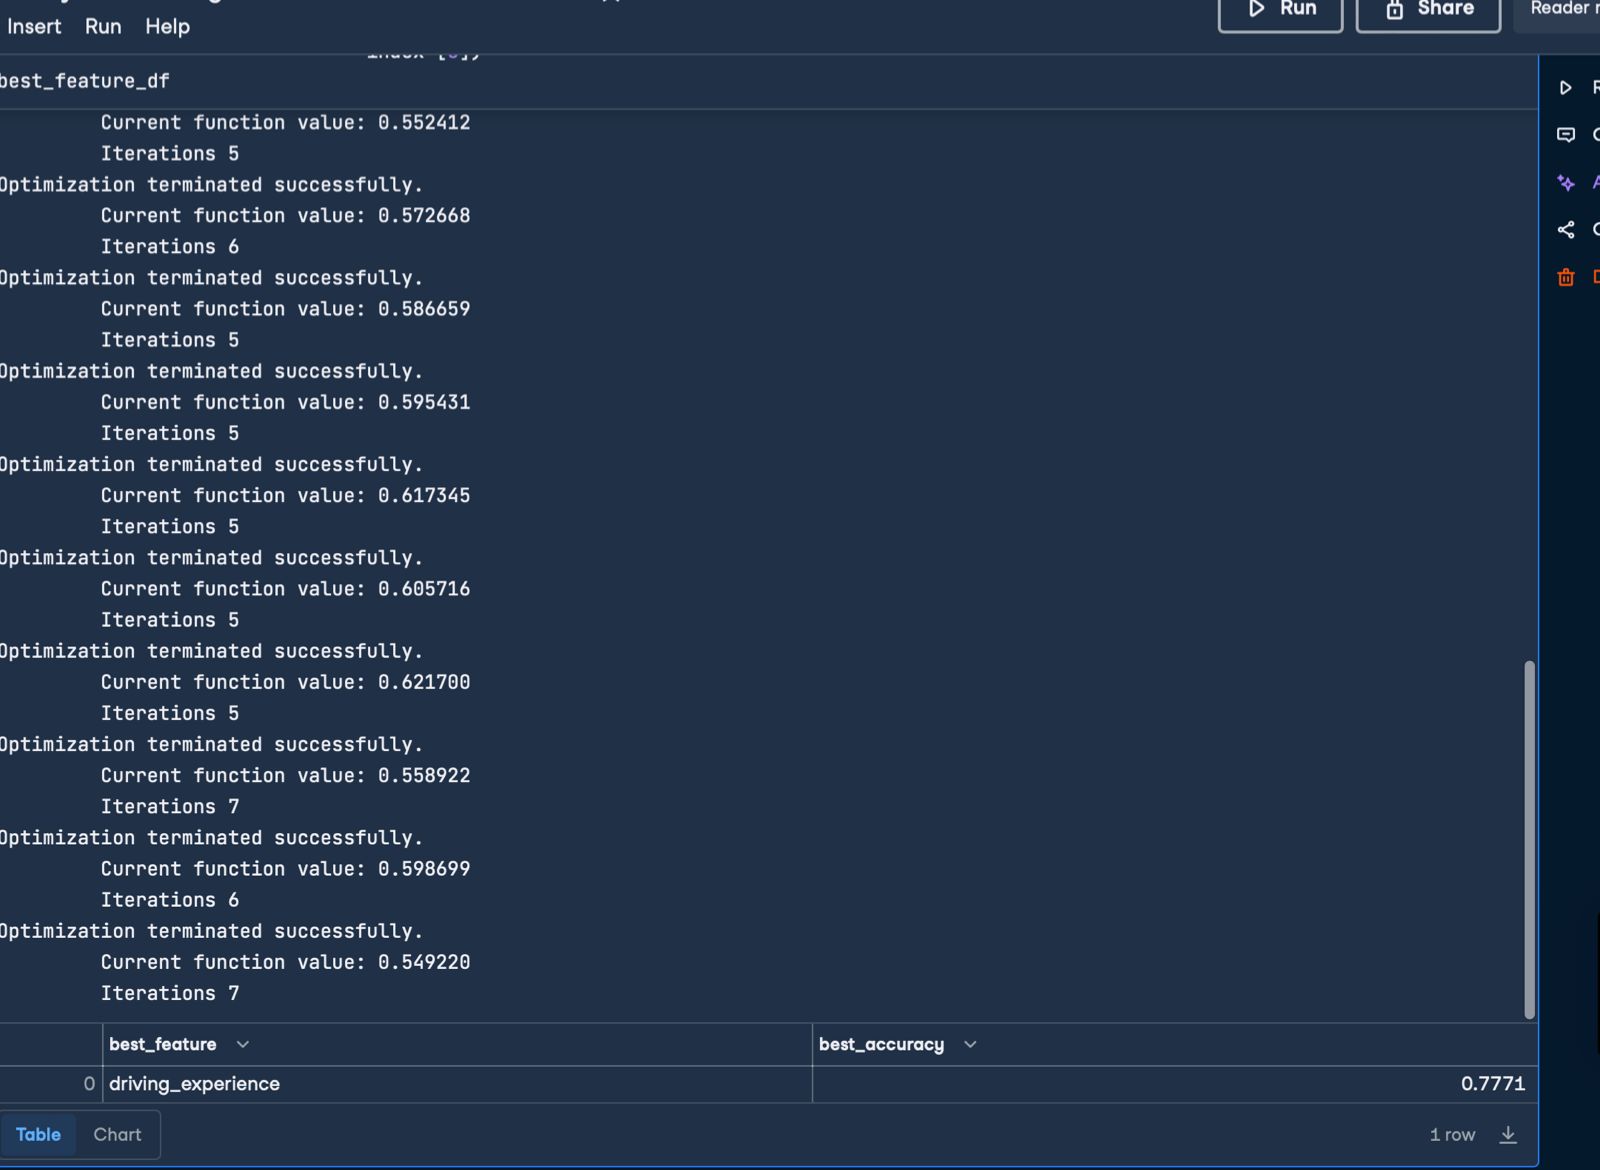 Insert Run Help
Run
Share
Reader
best_feature_df
Current function value: 0.552412
Iterations 5
Optimization terminated successfully.
Current function value: 0.572668
Iterations 6
Optimization terminated successfully.
Current function value: 0.586659
Iterations 5
Optimization terminated successfully.
Current function value: 0.595431
Iterations 5
Optimization terminated successfully.
Current function value: 0.617345
Iterations 5
Optimization terminated successfully.
Current function value: 0.605716
Iterations 5
Optimization terminated successfully.
Current function value: 0.621700
Iterations 5
Optimization terminated successfully.
Current function value: 0.558922
Iterations 7
Optimization terminated successfully.
Current function value: 0.598699
Iterations 6
Optimization terminated successfully.
Current function value: 0.549220
Iterations 7
best_feature best_accuracy
0 driving_experience 0.7771
Table Chart 1 row